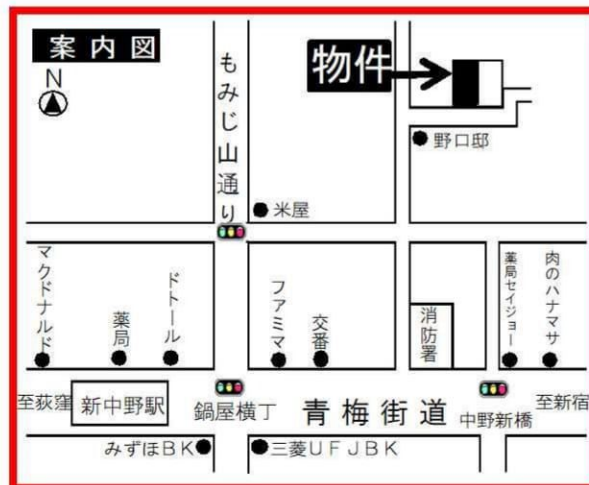 案内図
N
もみじ山通り
物件
野口邸
米屋
マクドナルド
薬局
ドトール
ファミマ
交番
消防署
薬局セイジョー
肉のハナマサ
至荻窪
新中野駅
鍋屋横丁
青梅街道
中野新橋
至新宿
みずほBK
三菱UFJBK